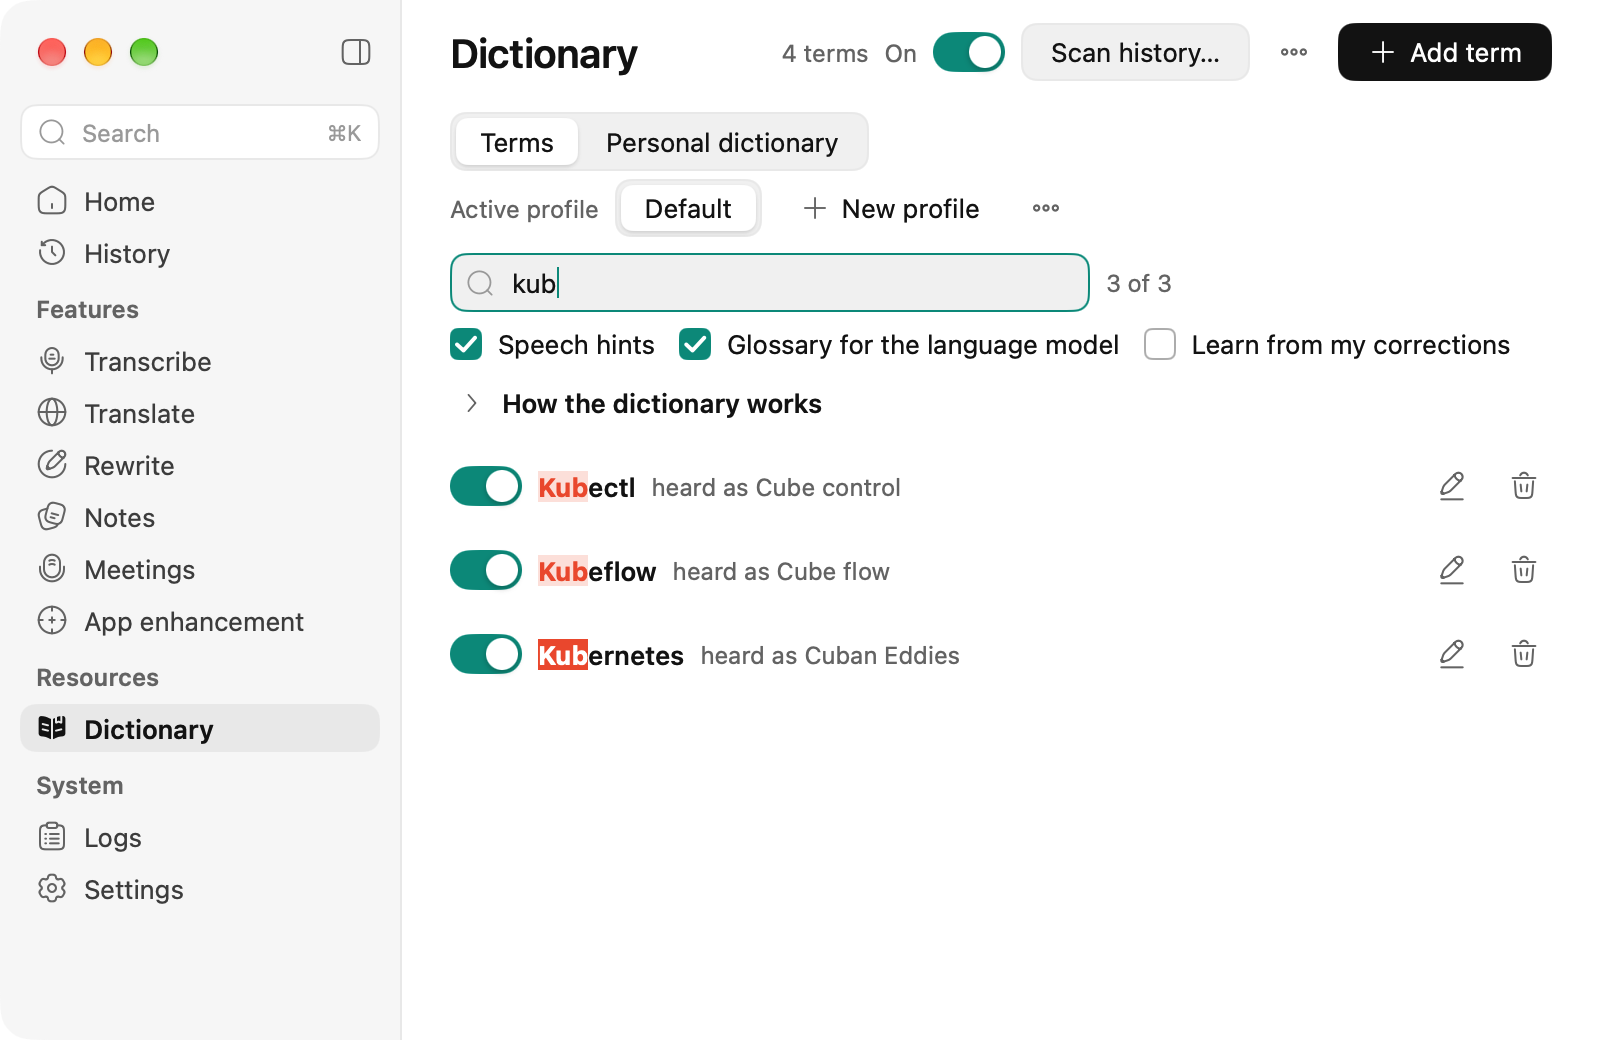 Search ⌘K
Home
History
Features
Transcribe
Translate
Rewrite
Notes
Meetings
App enhancement
Resources
Dictionary
System
Logs
Settings
Dictionary 4 terms On Scan history... Add term
Terms Personal dictionary
Active profile Default New profile
kub 3 of 3
Speech hints Glossary for the language model Learn from my corrections
How the dictionary works
Kubectl heard as Cube control
Kubeflow heard as Cube flow
Kubernetes heard as Cuban Eddies